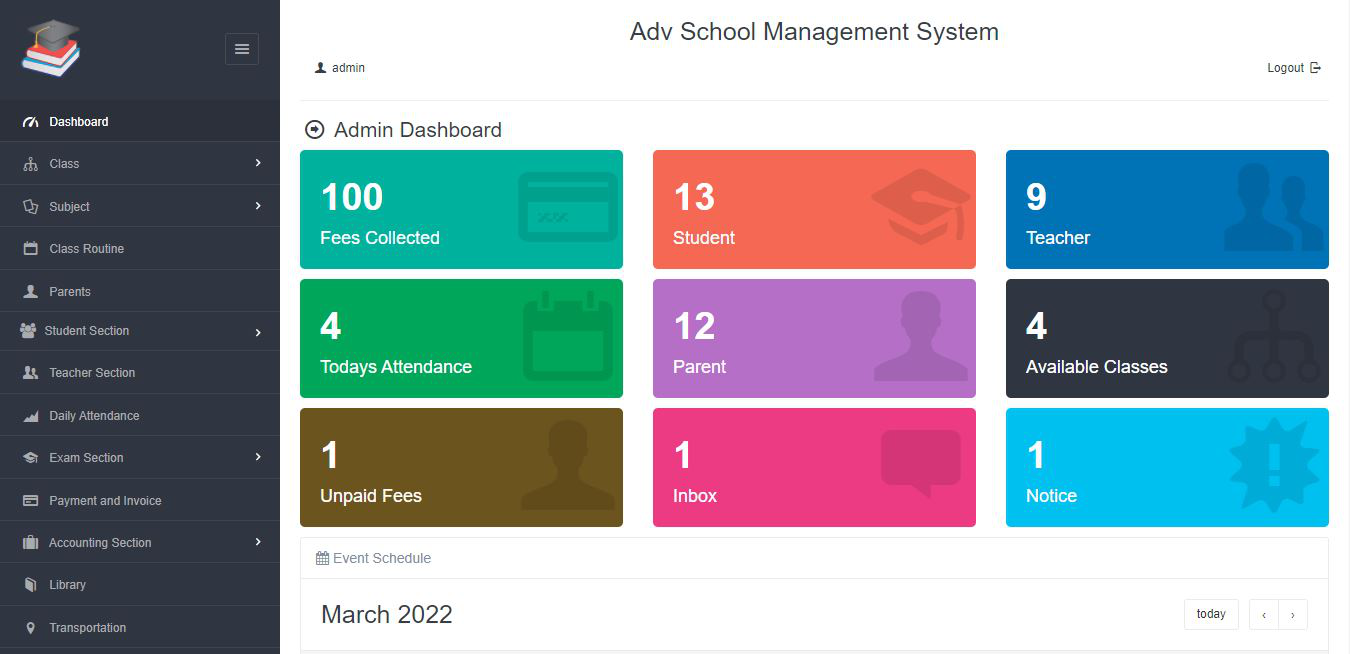 Adv School Management System
admin
Logout
Dashboard
Class
Subject
Class Routine
Parents
Student Section
Teacher Section
Daily Attendance
Exam Section
Payment and Invoice
Accounting Section
Library
Transportation
Admin Dashboard
100
Fees Collected
13
Student
9
Teacher
4
Todays Attendance
12
Parent
4
Available Classes
1
Unpaid Fees
1
Inbox
1
Notice
Event Schedule
March 2022
today
‹ ›